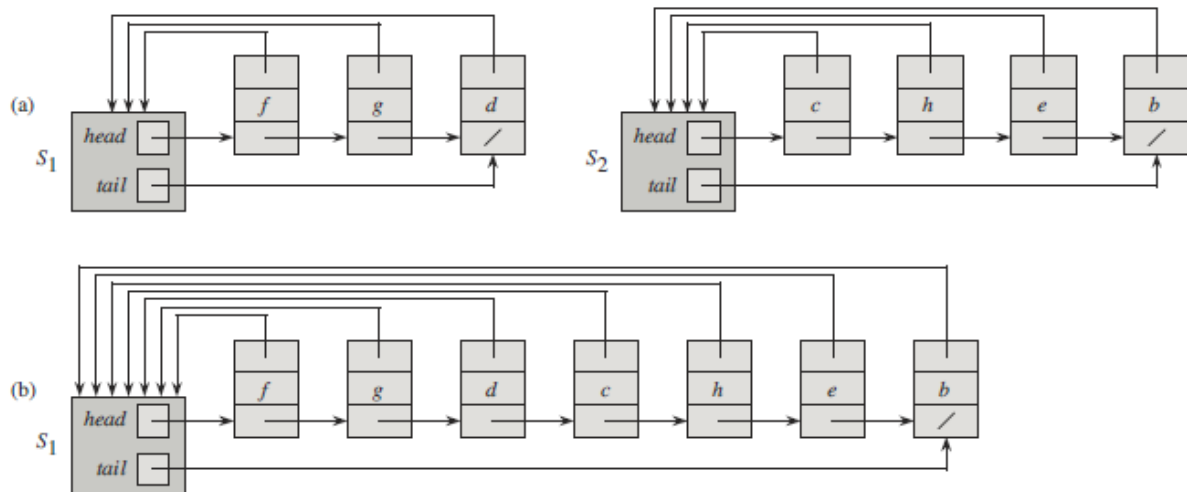 (a)
f g d
head
S1
tail
c h e b
head
S2
tail
(b)
f g d c h e b
head
S1
tail